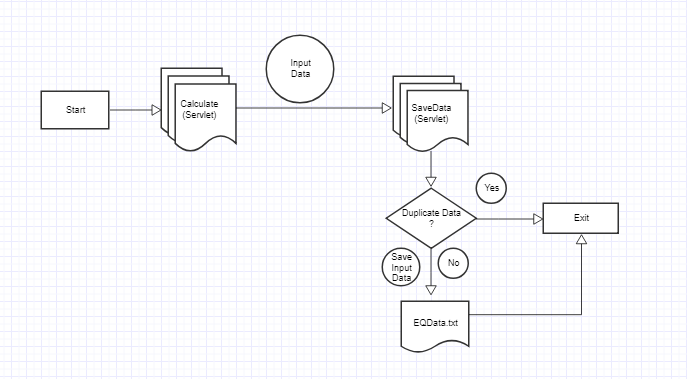 Start
Calculate
(Servlet)
Input
Data
SaveData
(Servlet)
Duplicate Data
?
Yes
Exit
Save
Input
Data
No
EQData.txt